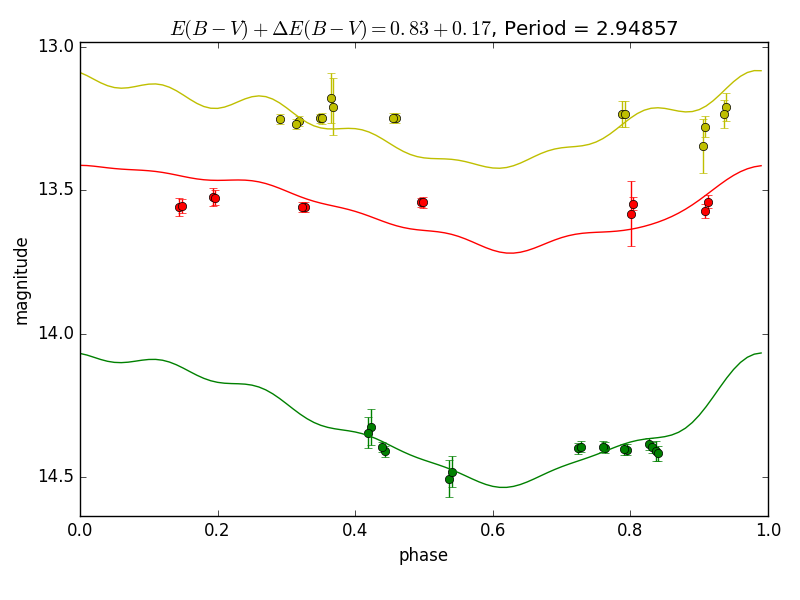 E(B − V) + ΔE(B − V) = 0.83 + 0.17, Period = 2.94857
13.0
13.5
14.0
14.5
magnitude
0.0 0.2 0.4 0.6 0.8 1.0
phase